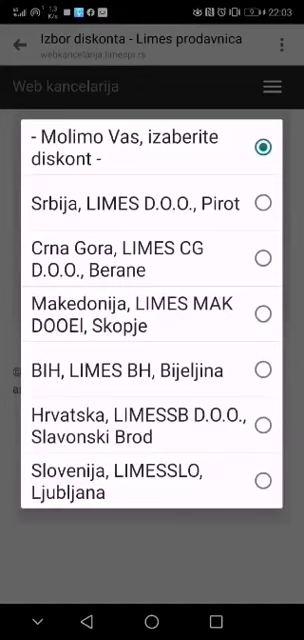 1,3
K/s
22:03
Izbor diskonta - Limes prodavnica
webkancelarija.limespr.rs
Web kancelarija
- Molimo Vas, izaberite
diskont -
Srbija, LIMES D.O.O., Pirot
Crna Gora, LIMES CG
D.O.O., Berane
Makedonija, LIMES MAK
DOOEl, Skopje
BIH, LIMES BH, Bijeljina
Hrvatska, LIMESSB D.O.O.,
Slavonski Brod
Slovenija, LIMESSLO,
Ljubljana